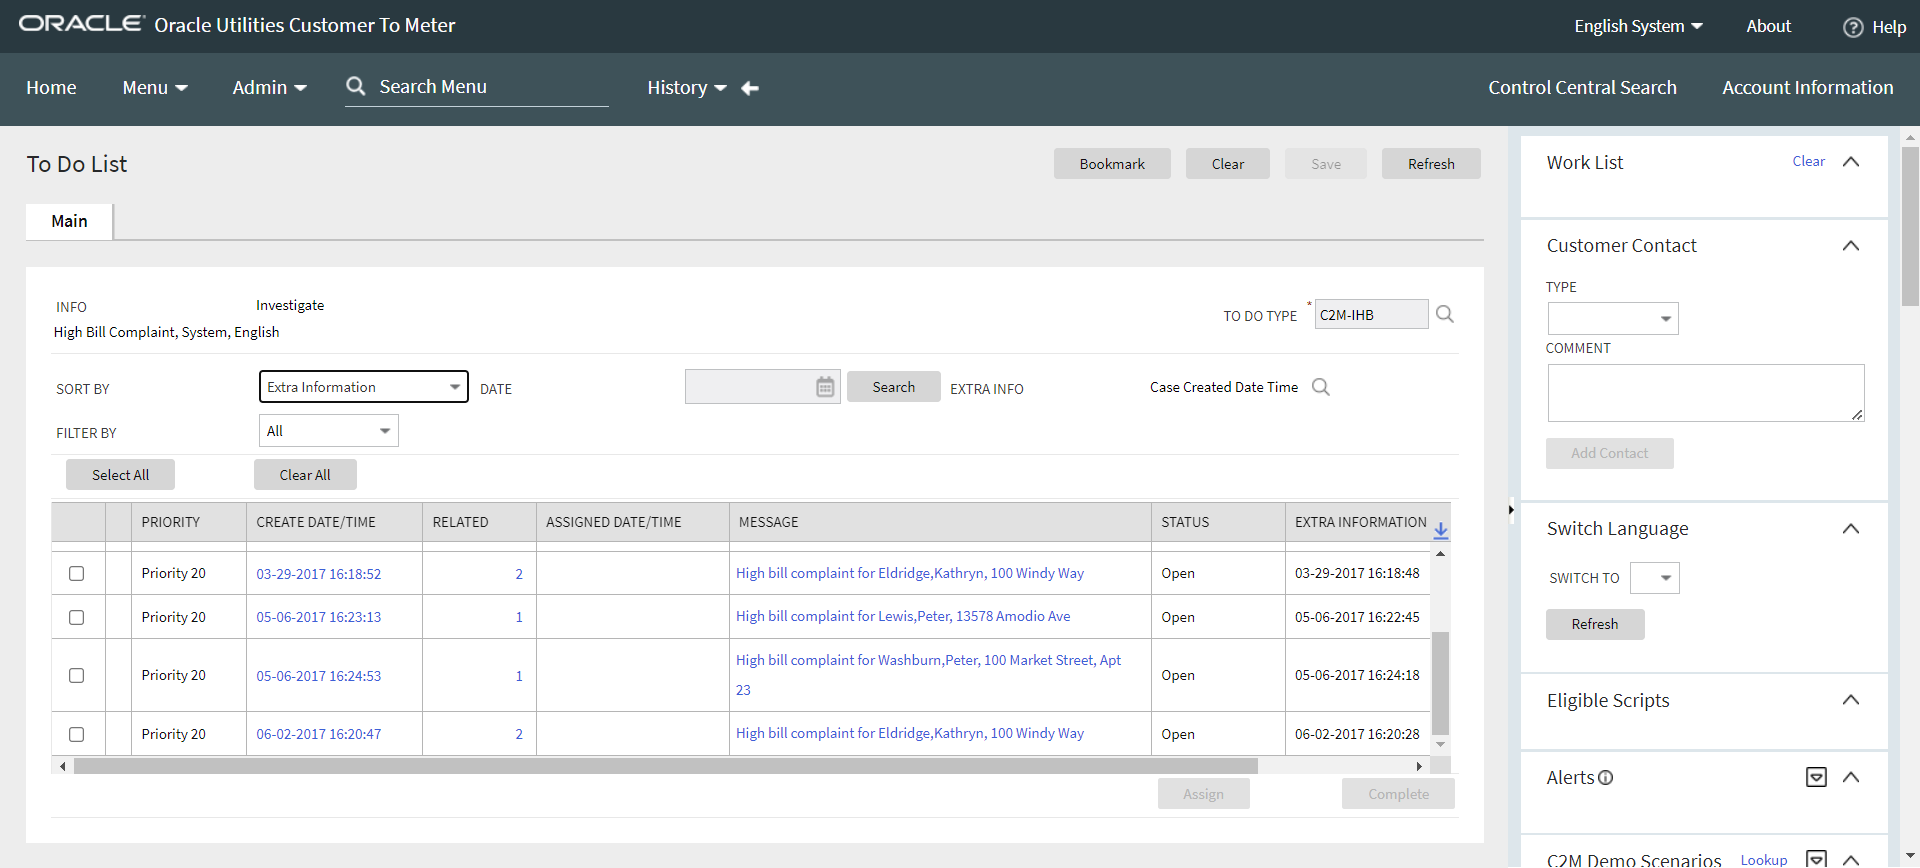 ORACLE Oracle Utilities Customer To Meter
English System About Help
Home Menu Admin Search Menu History Control Central Search Account Information
To Do List
Bookmark Clear Save Refresh
Main
INFO Investigate
High Bill Complaint, System, English
TO DO TYPE * C2M-IHB
SORT BY Extra Information DATE Search EXTRA INFO Case Created Date Time
FILTER BY All
Select All Clear All
PRIORITY CREATE DATE/TIME RELATED ASSIGNED DATE/TIME MESSAGE STATUS EXTRA INFORMATION
Priority 20 03-29-2017 16:18:52 2 High bill complaint for Eldridge,Kathryn, 100 Windy Way Open 03-29-2017 16:18:48
Priority 20 05-06-2017 16:23:13 1 High bill complaint for Lewis,Peter, 13578 Amodio Ave Open 05-06-2017 16:22:45
Priority 20 05-06-2017 16:24:53 1 High bill complaint for Washburn,Peter, 100 Market Street, Apt
23 Open 05-06-2017 16:24:18
Priority 20 06-02-2017 16:20:47 2 High bill complaint for Eldridge,Kathryn, 100 Windy Way Open 06-02-2017 16:20:28
Assign Complete
Work List Clear
Customer Contact
TYPE
COMMENT
Add Contact
Switch Language
SWITCH TO
Refresh
Eligible Scripts
Alerts
C2M Demo Scenarios Lookup